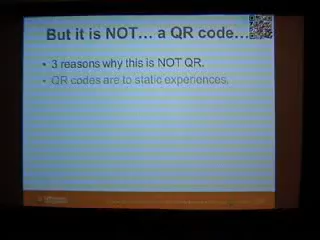 But it is NOT... a QR code...
• 3 reasons why this is NOT QR.
• QR codes are to static experiences.